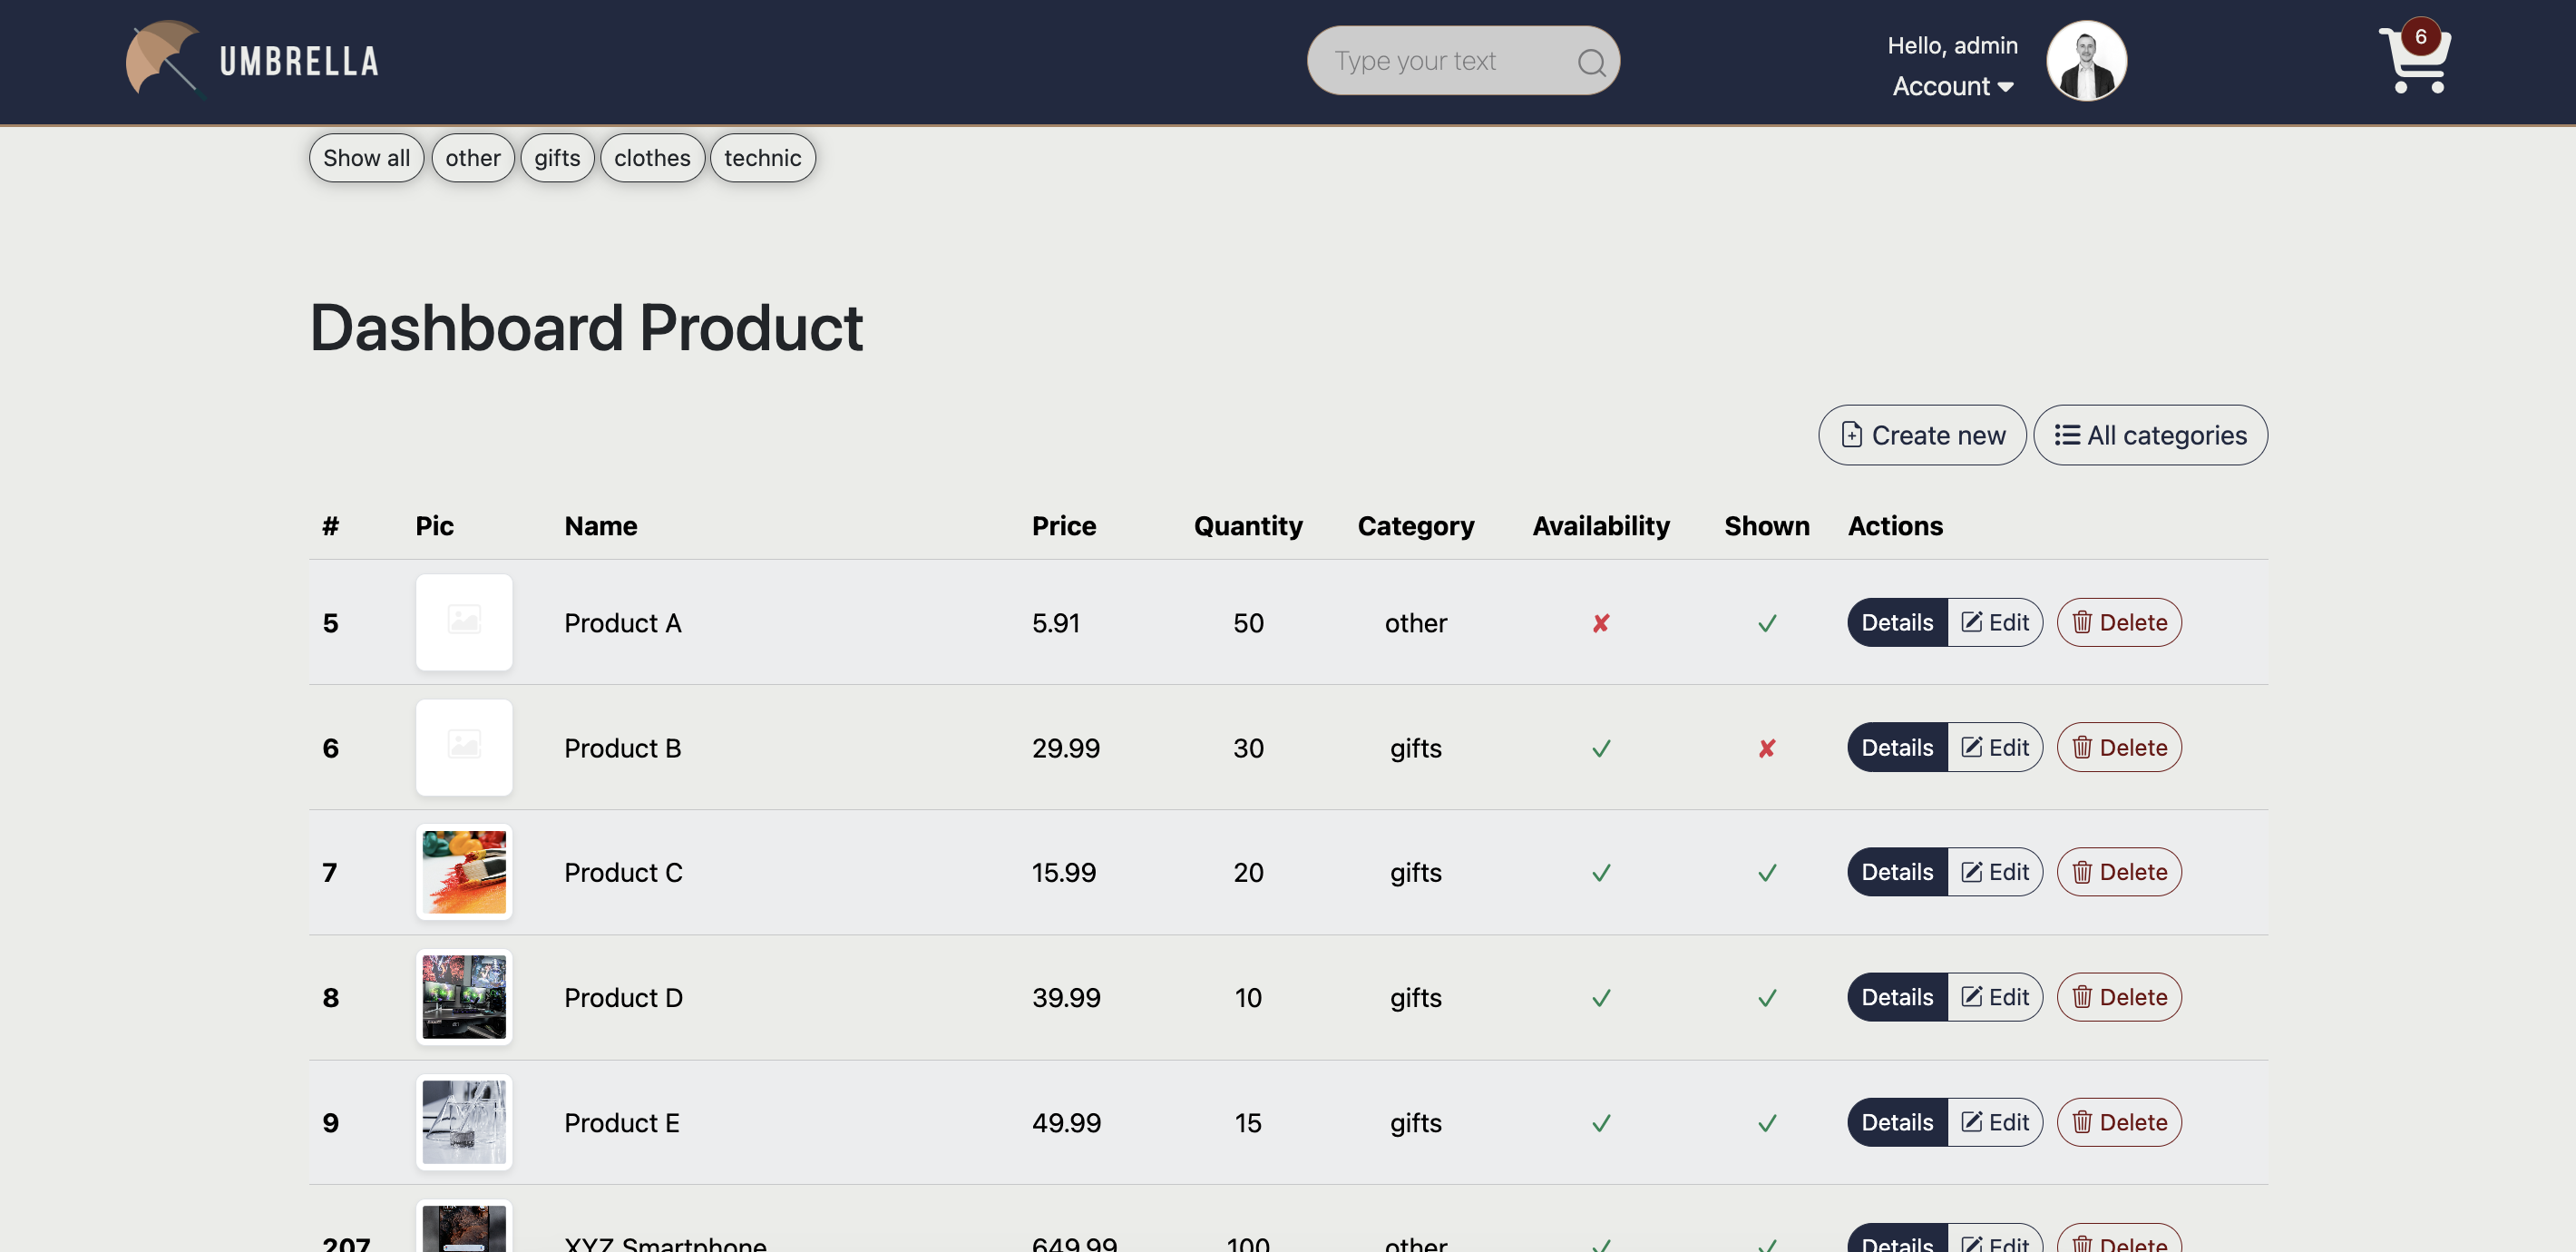 UMBRELLA
Type your text
Hello, admin
Account
6
Show all other gifts clothes technic
Dashboard Product
Create new All categories
# Pic Name Price Quantity Category Availability Shown Actions
5 Product A 5.91 50 other ✘ ✓ Details Edit Delete
6 Product B 29.99 30 gifts ✓ ✘ Details Edit Delete
7 Product C 15.99 20 gifts ✓ ✓ Details Edit Delete
8 Product D 39.99 10 gifts ✓ ✓ Details Edit Delete
9 Product E 49.99 15 gifts ✓ ✓ Details Edit Delete
207 XYZ Smartphone 649.99 100 other ✓ ✓ Details Edit Delete